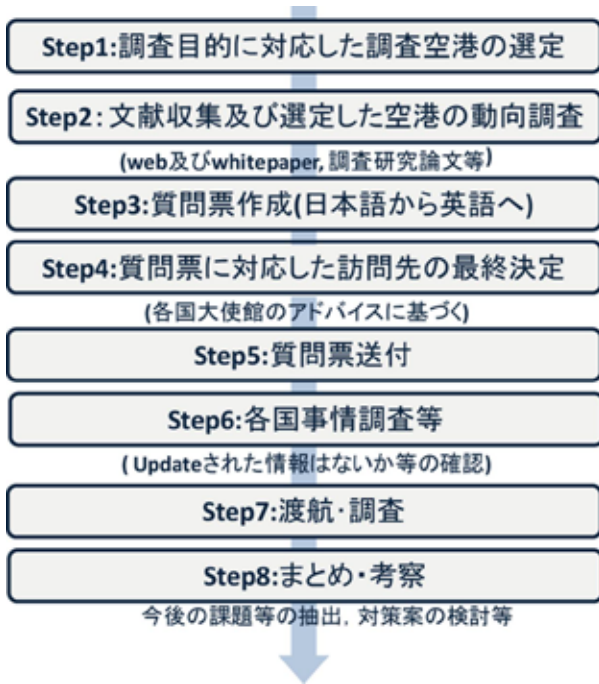 Step1:調査目的に対応した調査空港の選定
Step2:文献収集及び選定した空港の動向調査
(web及びwhitepaper, 調査研究論文等)
Step3:質問票作成(日本語から英語へ)
Step4:質問票に対応した訪問先の最終決定
(各国大使館のアドバイスに基づく)
Step5:質問票送付
Step6:各国事情調査等
( Updateされた情報はないか等の確認)
Step7:渡航･調査
Step8:まとめ・考察
今後の課題等の抽出, 対策案の検討等